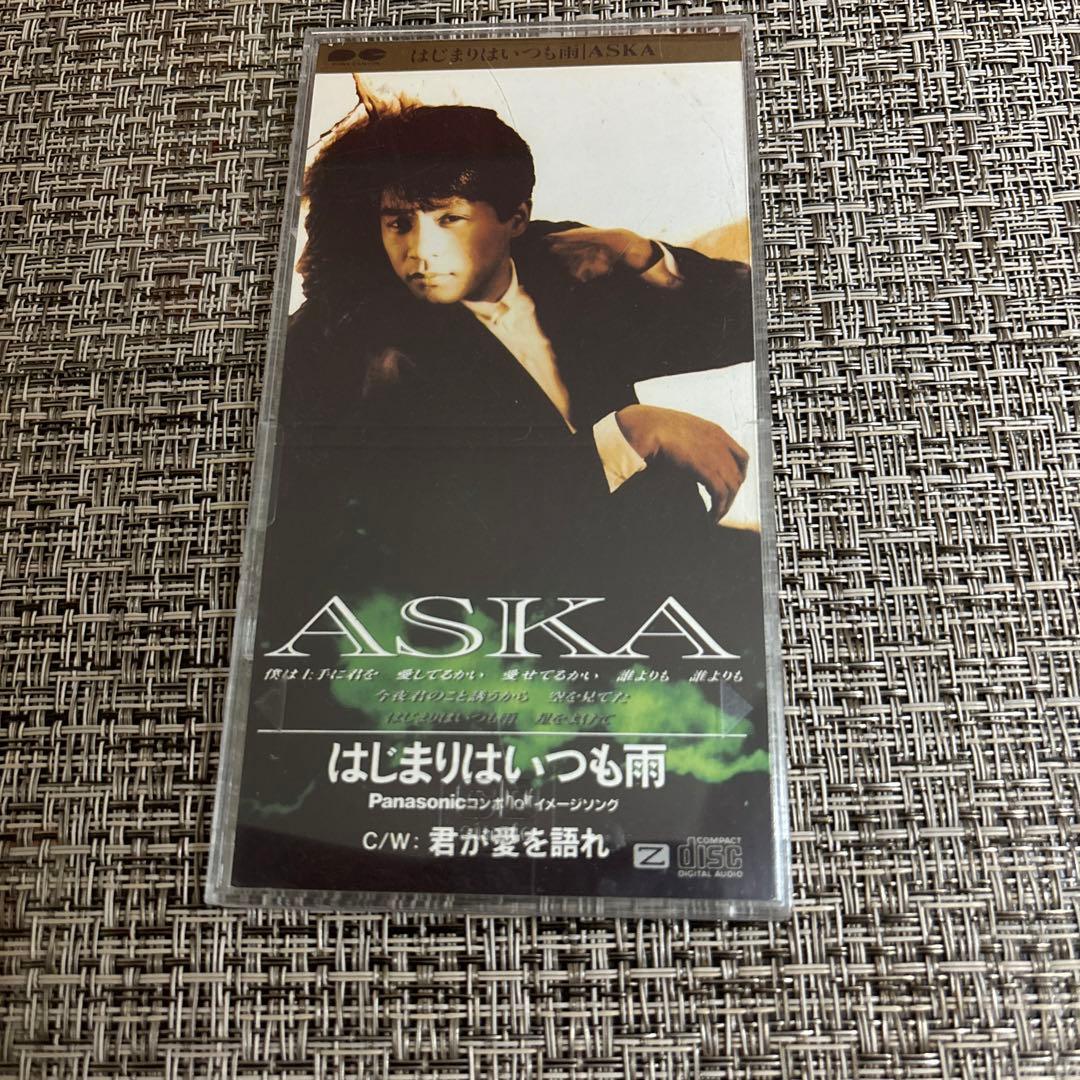 はじまりはいつも雨 | ASKA
ASKA
僕は上手に君を 愛してるかい 愛せてるかい 誰よりも 誰よりも
今夜君のこと誘うから 空を見てた
はじまりはいつも雨 星をよけて
はじまりはいつも雨
Panasonicコンポ"ho!!"イメージソング
C/W: 君が愛を語れ
Z
COMPACT
disc
DIGITAL AUDIO